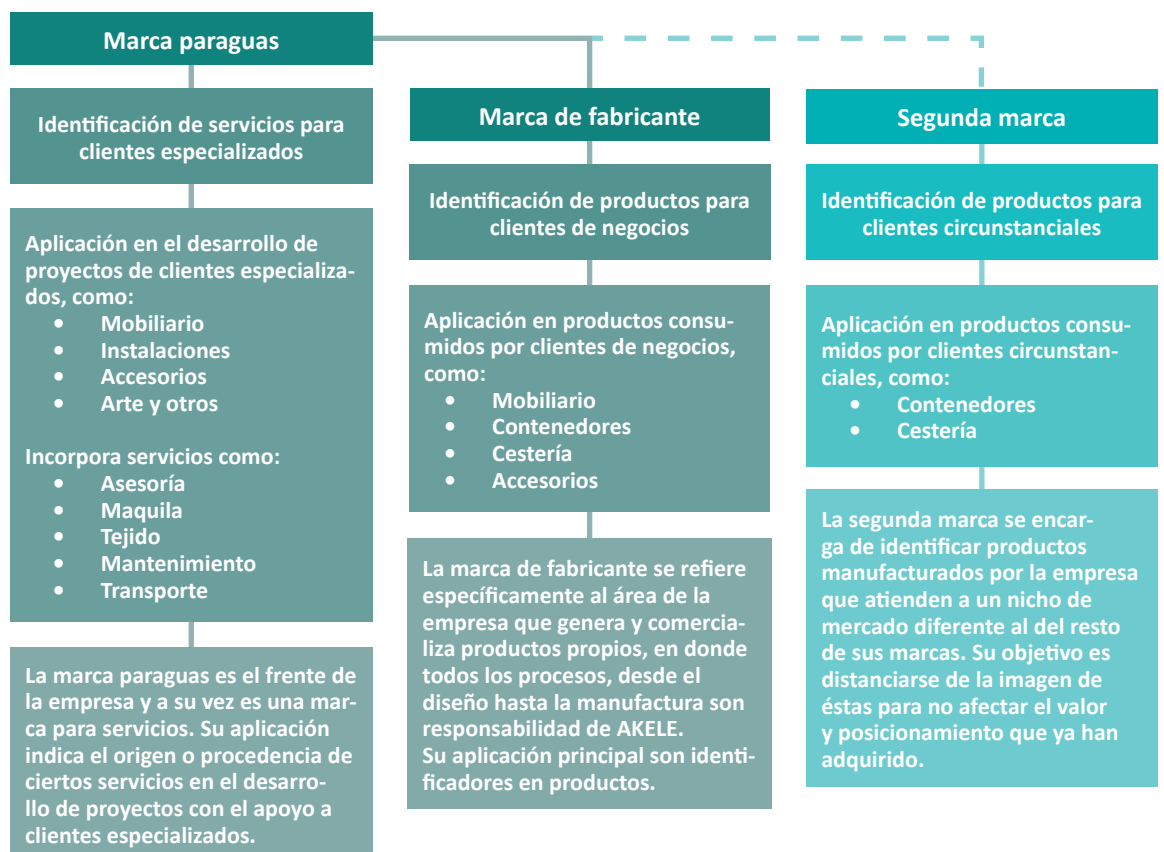 Marca paraguas
Identificación de servicios para
clientes especializados
Aplicación en el desarrollo de
proyectos de clientes especializa-
dos, como:
• Mobiliario
• Instalaciones
• Accesorios
• Arte y otros
Incorpora servicios como:
• Asesoría
• Maquila
• Tejido
• Mantenimiento
• Transporte
La marca paraguas es el frente de
la empresa y a su vez es una mar-
ca para servicios. Su aplicación
indica el origen o procedencia de
ciertos servicios en el desarro-
llo de proyectos con el apoyo a
clientes especializados.
Marca de fabricante
Identificación de productos para
clientes de negocios
Aplicación en productos consu-
midos por clientes de negocios,
como:
• Mobiliario
• Contenedores
• Cestería
• Accesorios
La marca de fabricante se refiere
específicamente al área de la
empresa que genera y comercia-
liza productos propios, en donde
todos los procesos, desde el
diseño hasta la manufactura son
responsabilidad de AKELE.
Su aplicación principal son identi-
ficadores en productos.
Segunda marca
Identificación de productos para
clientes circunstanciales
Aplicación en productos consu-
midos por clientes circunstan-
ciales, como:
• Contenedores
• Cestería
La segunda marca se encar-
ga de identificar productos
manufacturados por la empresa
que atienden a un nicho de
mercado diferente al del resto
de sus marcas. Su objetivo es
distanciarse de la imagen de
éstas para no afectar el valor
y posicionamiento que ya han
adquirido.